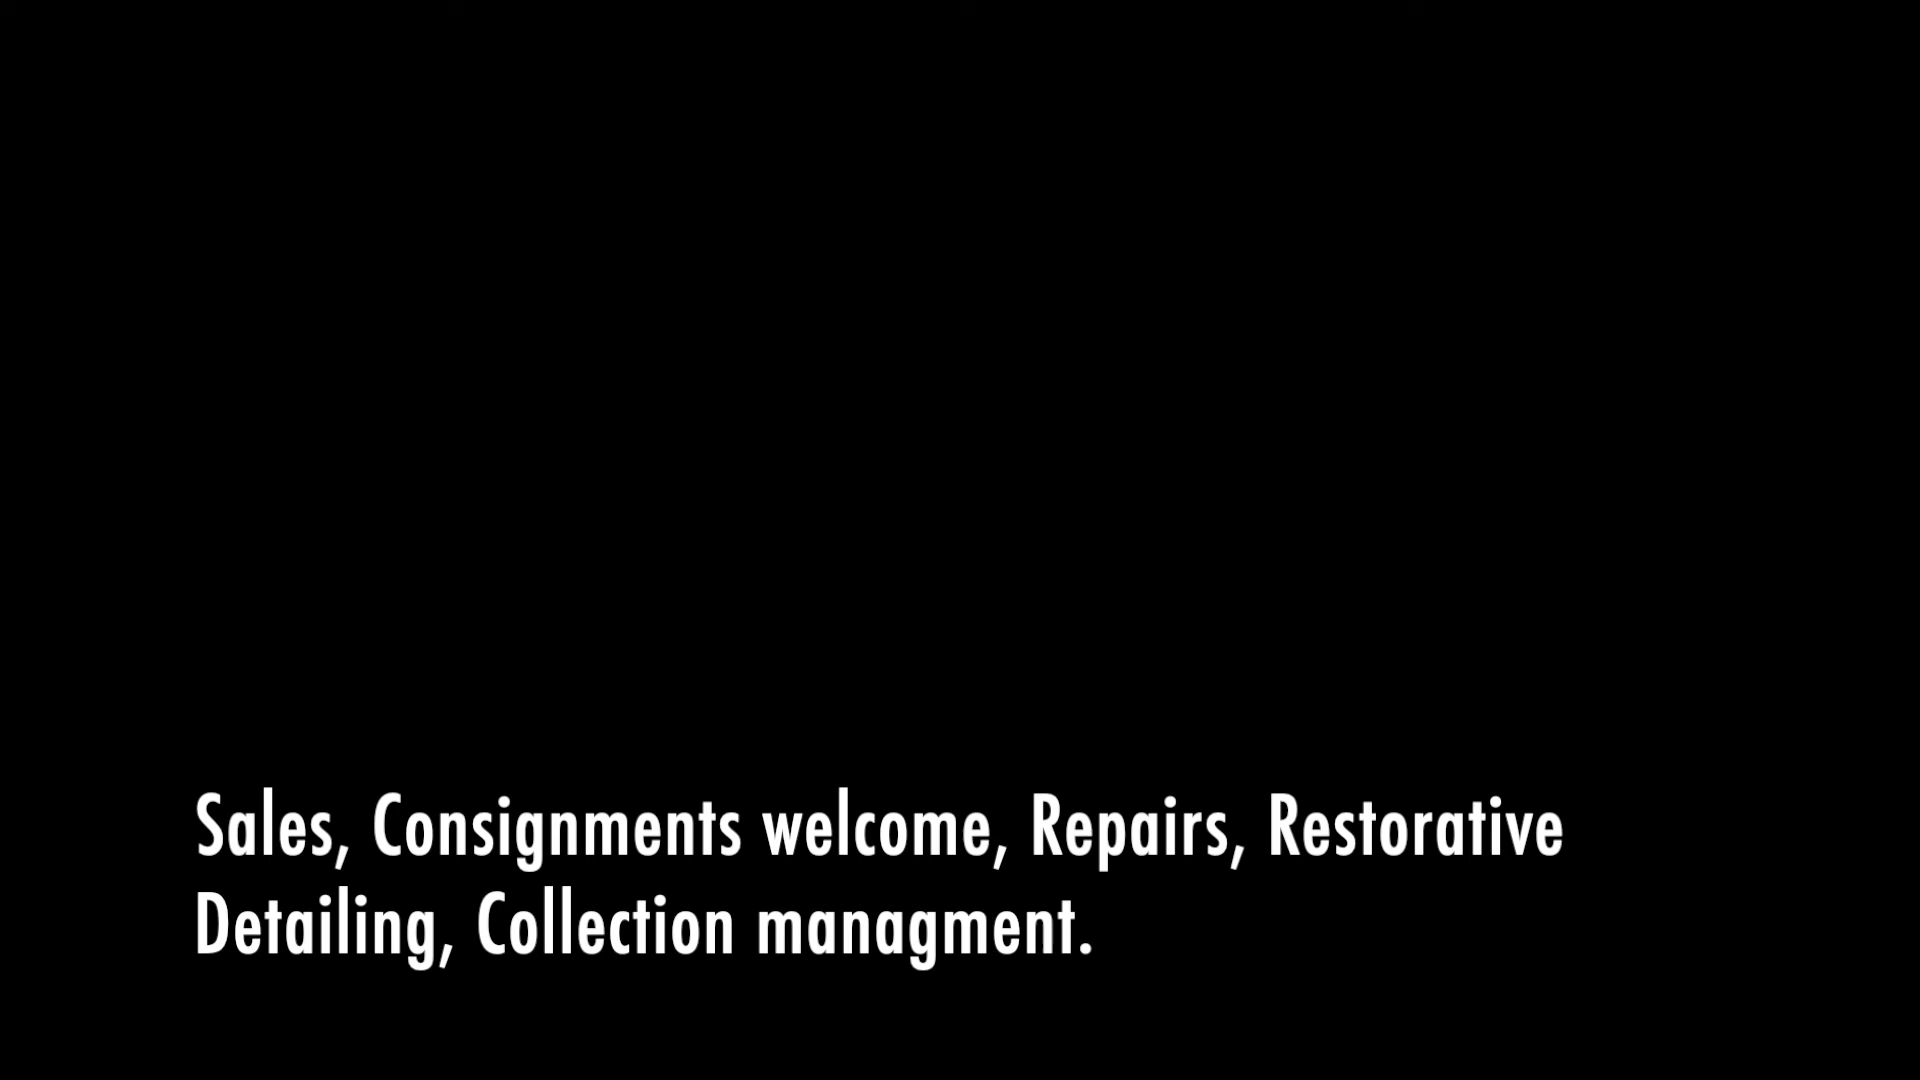 Sales, Consignments welcome, Repairs, Restorative
Detailing, Collection managment.